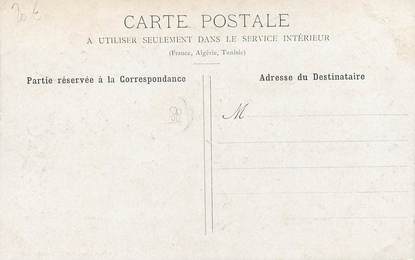 CARTE POSTALE
A UTILISER SEULEMENT DANS LE SERVICE INTÉRIEUR
(France, Algérie, Tunisie)
Partie réservée à la Correspondance
Adresse du Destinataire
M